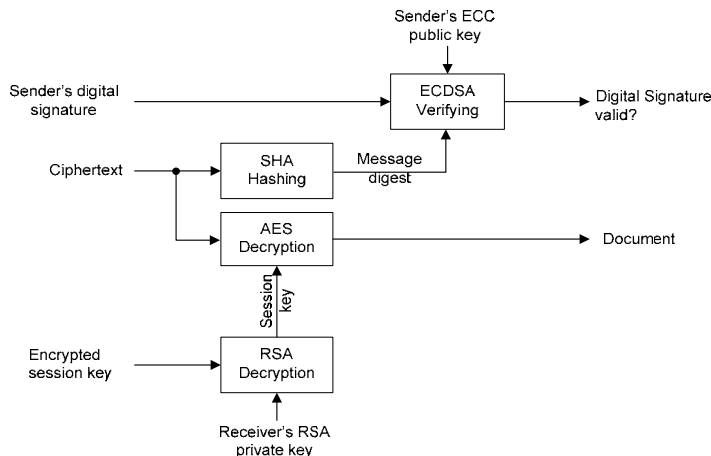 Sender's ECC
public key
Sender's digital
signature
ECDSA
Verifying
Digital Signature
valid?
Ciphertext
SHA
Hashing
Message
digest
AES
Decryption
Document
Session
key
Encrypted
session key
RSA
Decryption
Receiver's RSA
private key